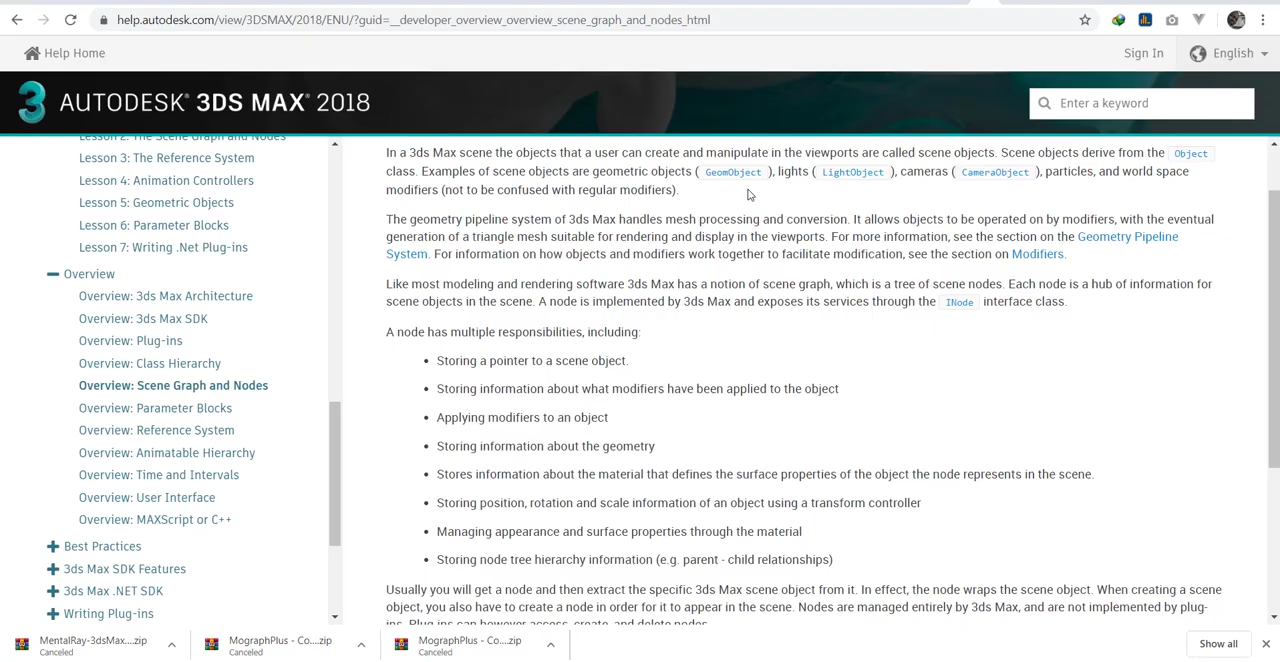 help.autodesk.com/view/3DSMAX/2018/ENU/?guid=__developer_overview_overview_scene_graph_and_nodes_html
Help Home
Sign In
English
3 AUTODESK® 3DS MAX® 2018
Enter a keyword
Lesson 2: The Scene Graph and Nodes
Lesson 3: The Reference System
Lesson 4: Animation Controllers
Lesson 5: Geometric Objects
Lesson 6: Parameter Blocks
Lesson 7: Writing .Net Plug-ins
Overview
Overview: 3ds Max Architecture
Overview: 3ds Max SDK
Overview: Plug-ins
Overview: Class Hierarchy
Overview: Scene Graph and Nodes
Overview: Parameter Blocks
Overview: Reference System
Overview: Animatable Hierarchy
Overview: Time and Intervals
Overview: User Interface
Overview: MAXScript or C++
Best Practices
3ds Max SDK Features
3ds Max .NET SDK
Writing Plug-ins
In a 3ds Max scene the objects that a user can create and manipulate in the viewports are called scene objects. Scene objects derive from the Object
class. Examples of scene objects are geometric objects ( GeomObject ), lights ( LightObject ), cameras ( CameraObject ), particles, and world space
modifiers (not to be confused with regular modifiers).
The geometry pipeline system of 3ds Max handles mesh processing and conversion. It allows objects to be operated on by modifiers, with the eventual
generation of a triangle mesh suitable for rendering and display in the viewports. For more information, see the section on the Geometry Pipeline
System. For information on how objects and modifiers work together to facilitate modification, see the section on Modifiers.
Like most modeling and rendering software 3ds Max has a notion of scene graph, which is a tree of scene nodes. Each node is a hub of information for
scene objects in the scene. A node is implemented by 3ds Max and exposes its services through the INode interface class.
A node has multiple responsibilities, including:
• Storing a pointer to a scene object.
• Storing information about what modifiers have been applied to the object
• Applying modifiers to an object
• Storing information about the geometry
• Stores information about the material that defines the surface properties of the object the node represents in the scene.
• Storing position, rotation and scale information of an object using a transform controller
• Managing appearance and surface properties through the material
• Storing node tree hierarchy information (e.g. parent - child relationships)
Usually you will get a node and then extract the specific 3ds Max scene object from it. In effect, the node wraps the scene object. When creating a scene
object, you also have to create a node in order for it to appear in the scene. Nodes are managed entirely by 3ds Max, and are not implemented by plug-
ins. Plug-ins can however access, create, and delete nodes.
MentalRay-3dsMax....zip
Canceled
MographPlus - Co....zip
Canceled
MographPlus - Co....zip
Canceled
Show all